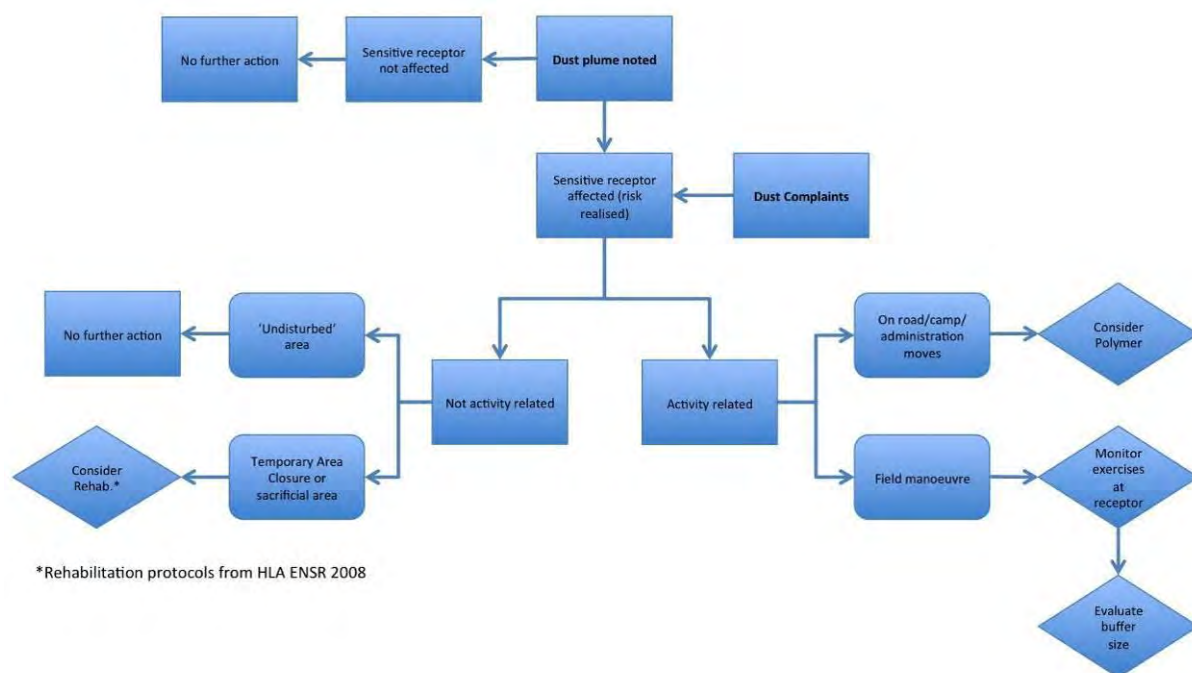 No further action
Sensitive receptor
not affected
Dust plume noted
Sensitive receptor
affected (risk
realised)
Dust Complaints
No further action
‘Undisturbed’
area
On road/camp/
administration
moves
Consider
Polymer
Not activity related
Activity related
Consider
Rehab.*
Temporary Area
Closure or
sacrificial area
Field manoeuvre
Monitor
exercises
at
receptor
*Rehabilitation protocols from HLA ENSR 2008
Evaluate
buffer
size